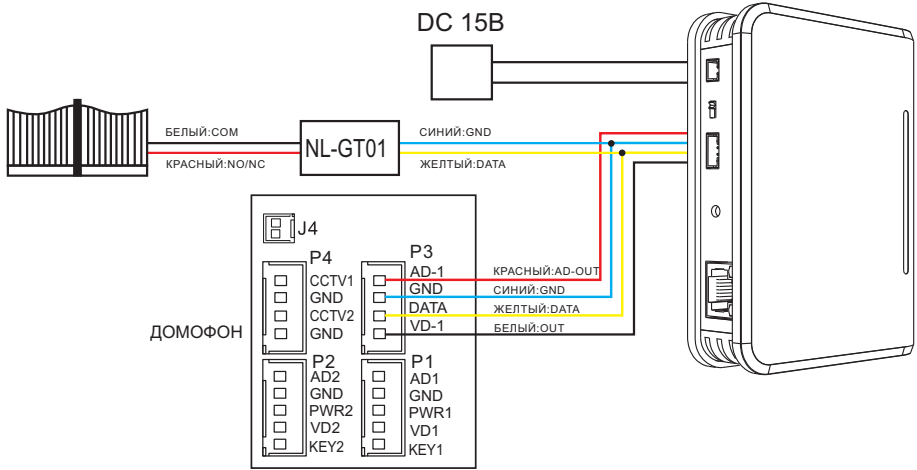 DC 15В
БЕЛЫЙ:COM
СИНИЙ:GND
NL-GT01
КРАСНЫЙ:NO/NC
ЖЕЛТЫЙ:DATA
J4
P4
P3
CCTV1
AD-1
КРАСНЫЙ:AD-OUT
GND
GND
СИНИЙ:GND
CCTV2
DATA
ЖЕЛТЫЙ:DATA
GND
VD-1
БЕЛЫЙ:OUT
ДОМОФОН
P2
P1
AD2
AD1
GND
GND
PWR2
PWR1
VD2
VD1
KEY2
KEY1